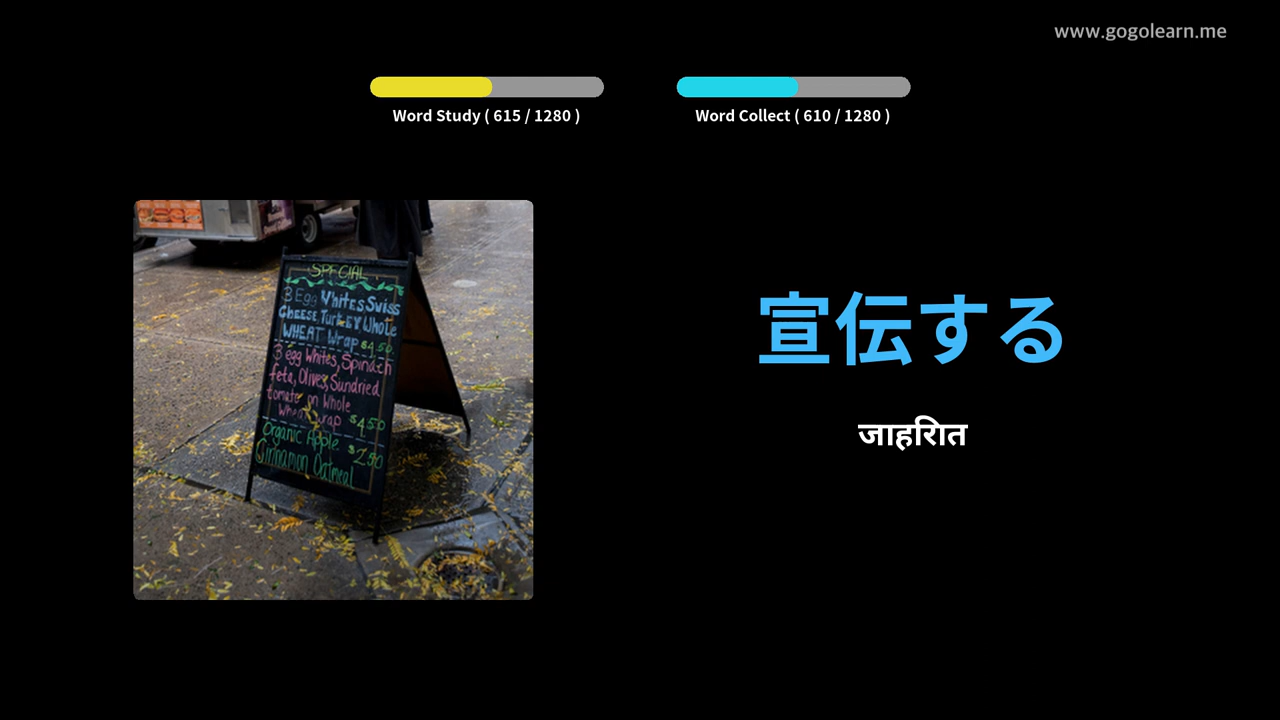 www.gogolearn.me
Word Study ( 615 / 1280 )
Word Collect ( 610 / 1280 )
SPECIAL
3 Egg Whites, Swiss
Cheese, Turkey Whole
WHEAT Wrap $4.50
3 egg Whites, Spinach
feta, Olives, Sundried
tomato on Whole
Wheat Wrap $4.50
Organic Apple $2.50
Cinnamon Oatmeal
宣伝する
जाहिरात